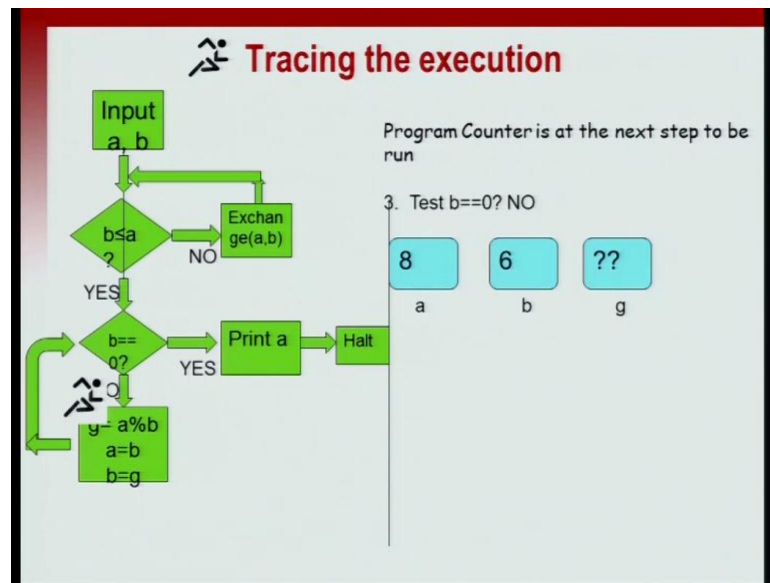 Tracing the execution
Input
a, b
Program Counter is at the next step to be
run
b≤a
?
NO
Exchan
ge(a,b)
3. Test b==0? NO
8
6
??
a
b
g
YES
b==
0?
YES
Print a
Halt
g= a%b
a=b
b=g